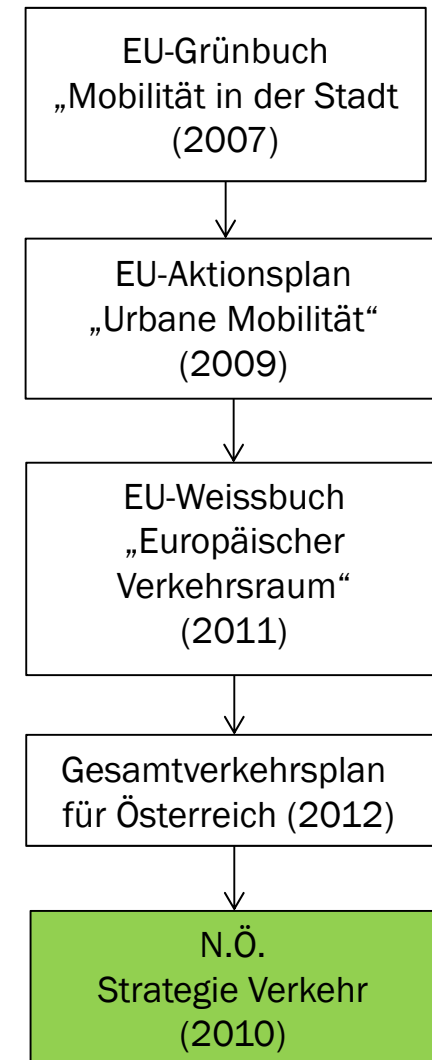 EU-Grünbuch
„Mobilität in der Stadt
(2007)
EU-Aktionsplan
„Urbane Mobilität“
(2009)
EU-Weissbuch
„Europäischer
Verkehrsraum“
(2011)
Gesamtverkehrsplan
für Österreich (2012)
N.Ö.
Strategie Verkehr
(2010)